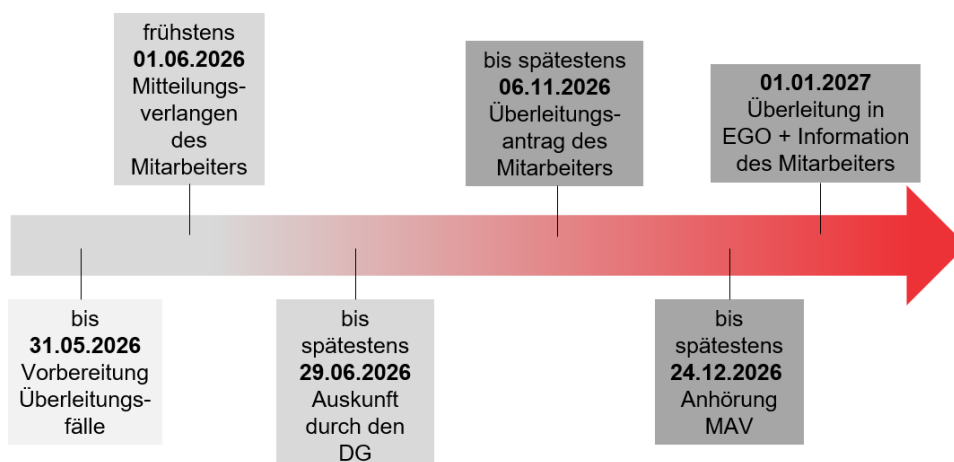 frühstens
01.06.2026
Mitteilungs-
verlangen
des
Mitarbeiters
bis spätestens
06.11.2026
Überleitungs-
antrag des
Mitarbeiters
01.01.2027
Überleitung in
EGO + Information
des Mitarbeiters
bis
31.05.2026
Vorbereitung
Überleitungs-
fälle
bis
spätestens
29.06.2026
Auskunft
durch den
DG
bis
spätestens
24.12.2026
Anhörung
MAV